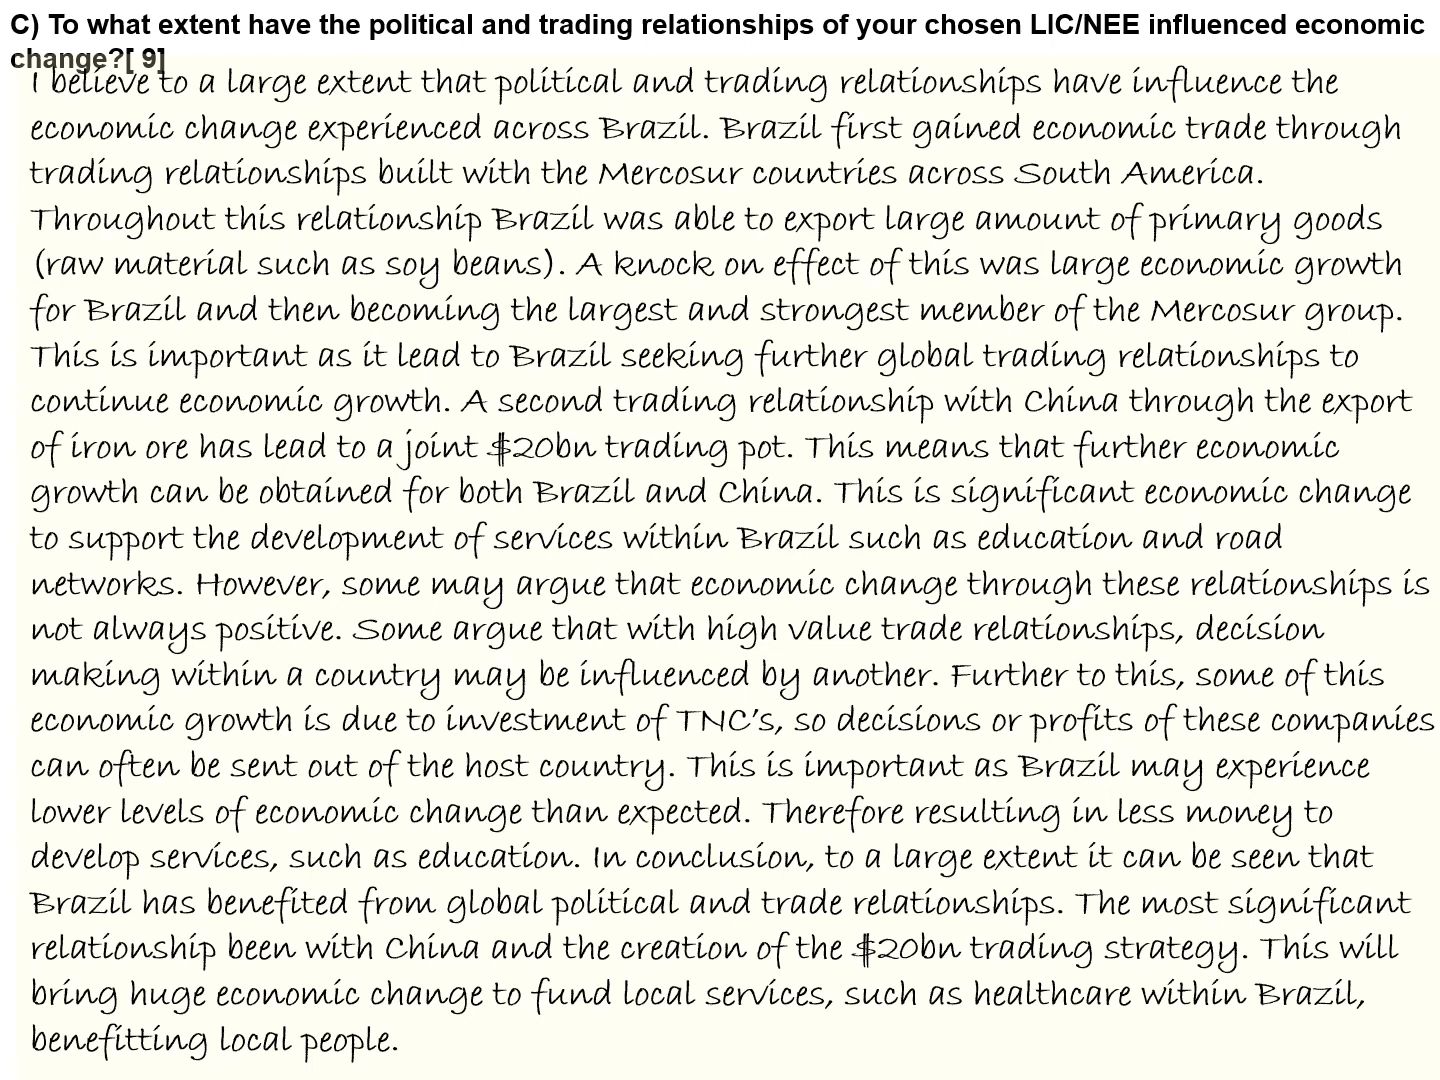 C) To what extent have the political and trading relationships of your chosen LIC/NEE influenced economic
change?[ 9]
I believe to a large extent that political and trading relationships have influence the
economic change experienced across Brazil. Brazil first gained economic trade through
trading relationships built with the Mercosur countries across South America.
Throughout this relationship Brazil was able to export large amount of primary goods
(raw material such as soy beans). A knock on effect of this was large economic growth
for Brazil and then becoming the largest and strongest member of the Mercosur group.
This is important as it lead to Brazil seeking further global trading relationships to
continue economic growth. A second trading relationship with China through the export
of iron ore has lead to a joint $20bn trading pot. This means that further economic
growth can be obtained for both Brazil and China. This is significant economic change
to support the development of services within Brazil such as education and road
networks. However, some may argue that economic change through these relationships is
not always positive. Some argue that with high value trade relationships, decision
making within a country may be influenced by another. Further to this, some of this
economic growth is due to investment of TNC's, so decisions or profits of these companies
can often be sent out of the host country. This is important as Brazil may experience
lower levels of economic change than expected. Therefore resulting in less money to
develop services, such as education. In conclusion, to a large extent it can be seen that
Brazil has benefited from global political and trade relationships. The most significant
relationship been with China and the creation of the $20bn trading strategy. This will
bring huge economic change to fund local services, such as healthcare within Brazil,
benefitting local people.